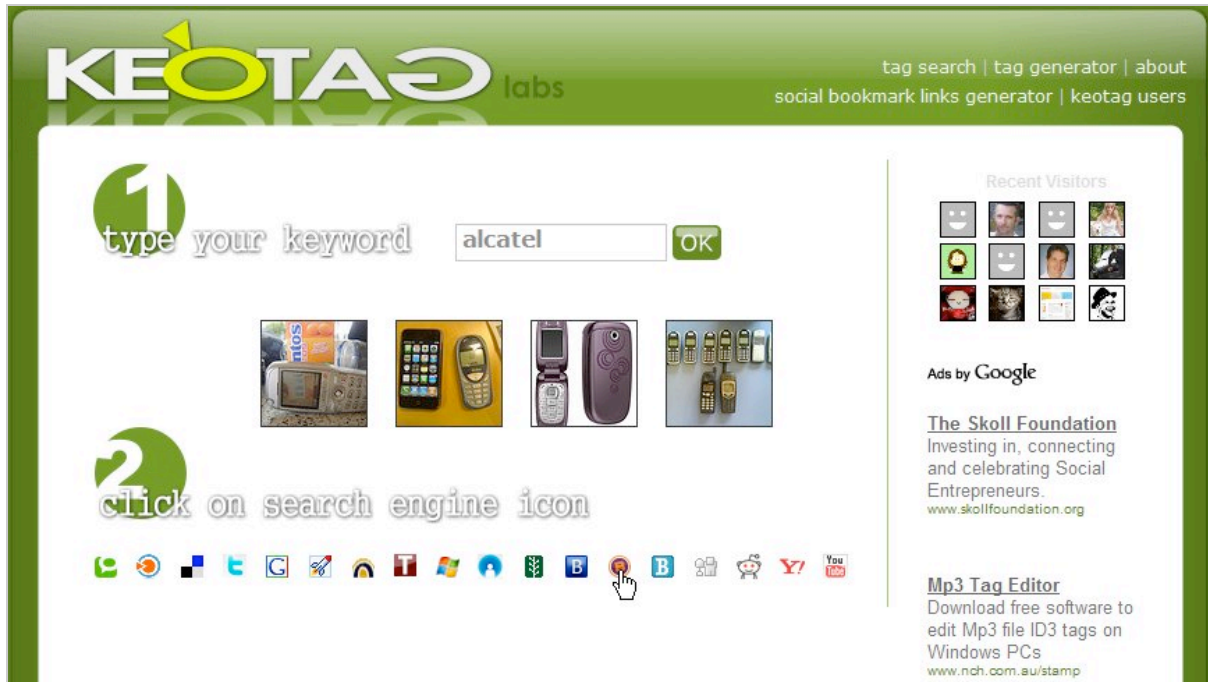 KEOTAG labs
tag search | tag generator | about
social bookmark links generator | keotag users
1
type your keyword
alcatel
OK
2
click on search engine icon
Recent Visitors
Ads by Google
The Skoll Foundation
Investing in, connecting
and celebrating Social
Entrepreneurs.
www.skollfoundation.org
Mp3 Tag Editor
Download free software to
edit Mp3 file ID3 tags on
Windows PCs
www.nch.com.au/stamp
mentos
G
T
B
B
Y!
You
Tube